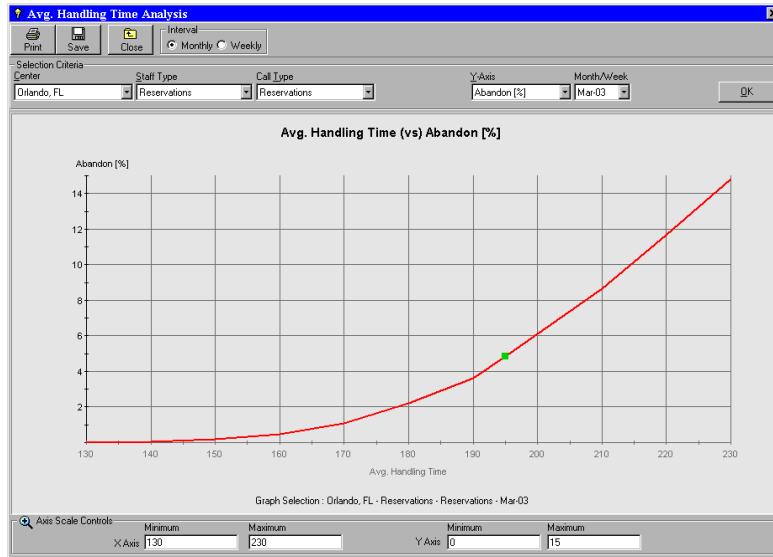 Avg. Handling Time Analysis
Print Save Close Interval Monthly Weekly
Selection Criteria
Center Staff Type Call Type Y-Axis Month/Week
Orlando, FL Reservations Reservations Abandon [%] Mar-03 OK
Avg. Handling Time (vs) Abandon [%]
Abandon [%]
14
12
10
8
6
4
2
130 140 150 160 170 180 190 200 210 220 230
Avg. Handling Time
Graph Selection : Orlando, FL - Reservations - Reservations - Mar-03
Axis Scale Controls
Minimum Maximum Minimum Maximum
X Axis 130 230 Y Axis 0 15